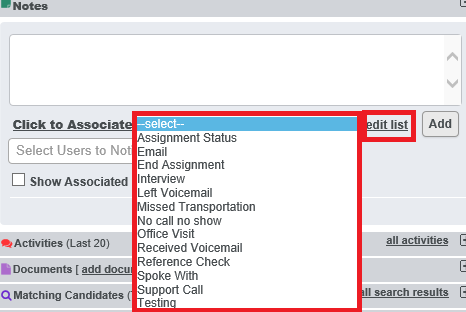 Notes
Click to Associate --select-- edit list Add
Assignment Status
Email
Select Users to Not
End Assignment
Interview
Show Associated
Left Voicemail
Missed Transportation
No call no show
Office Visit
Activities (Last 20) all activities
Received Voicemail
Reference Check
Documents [ add docu
Spoke With
Support Call
Matching Candidates ( all search results
Testing